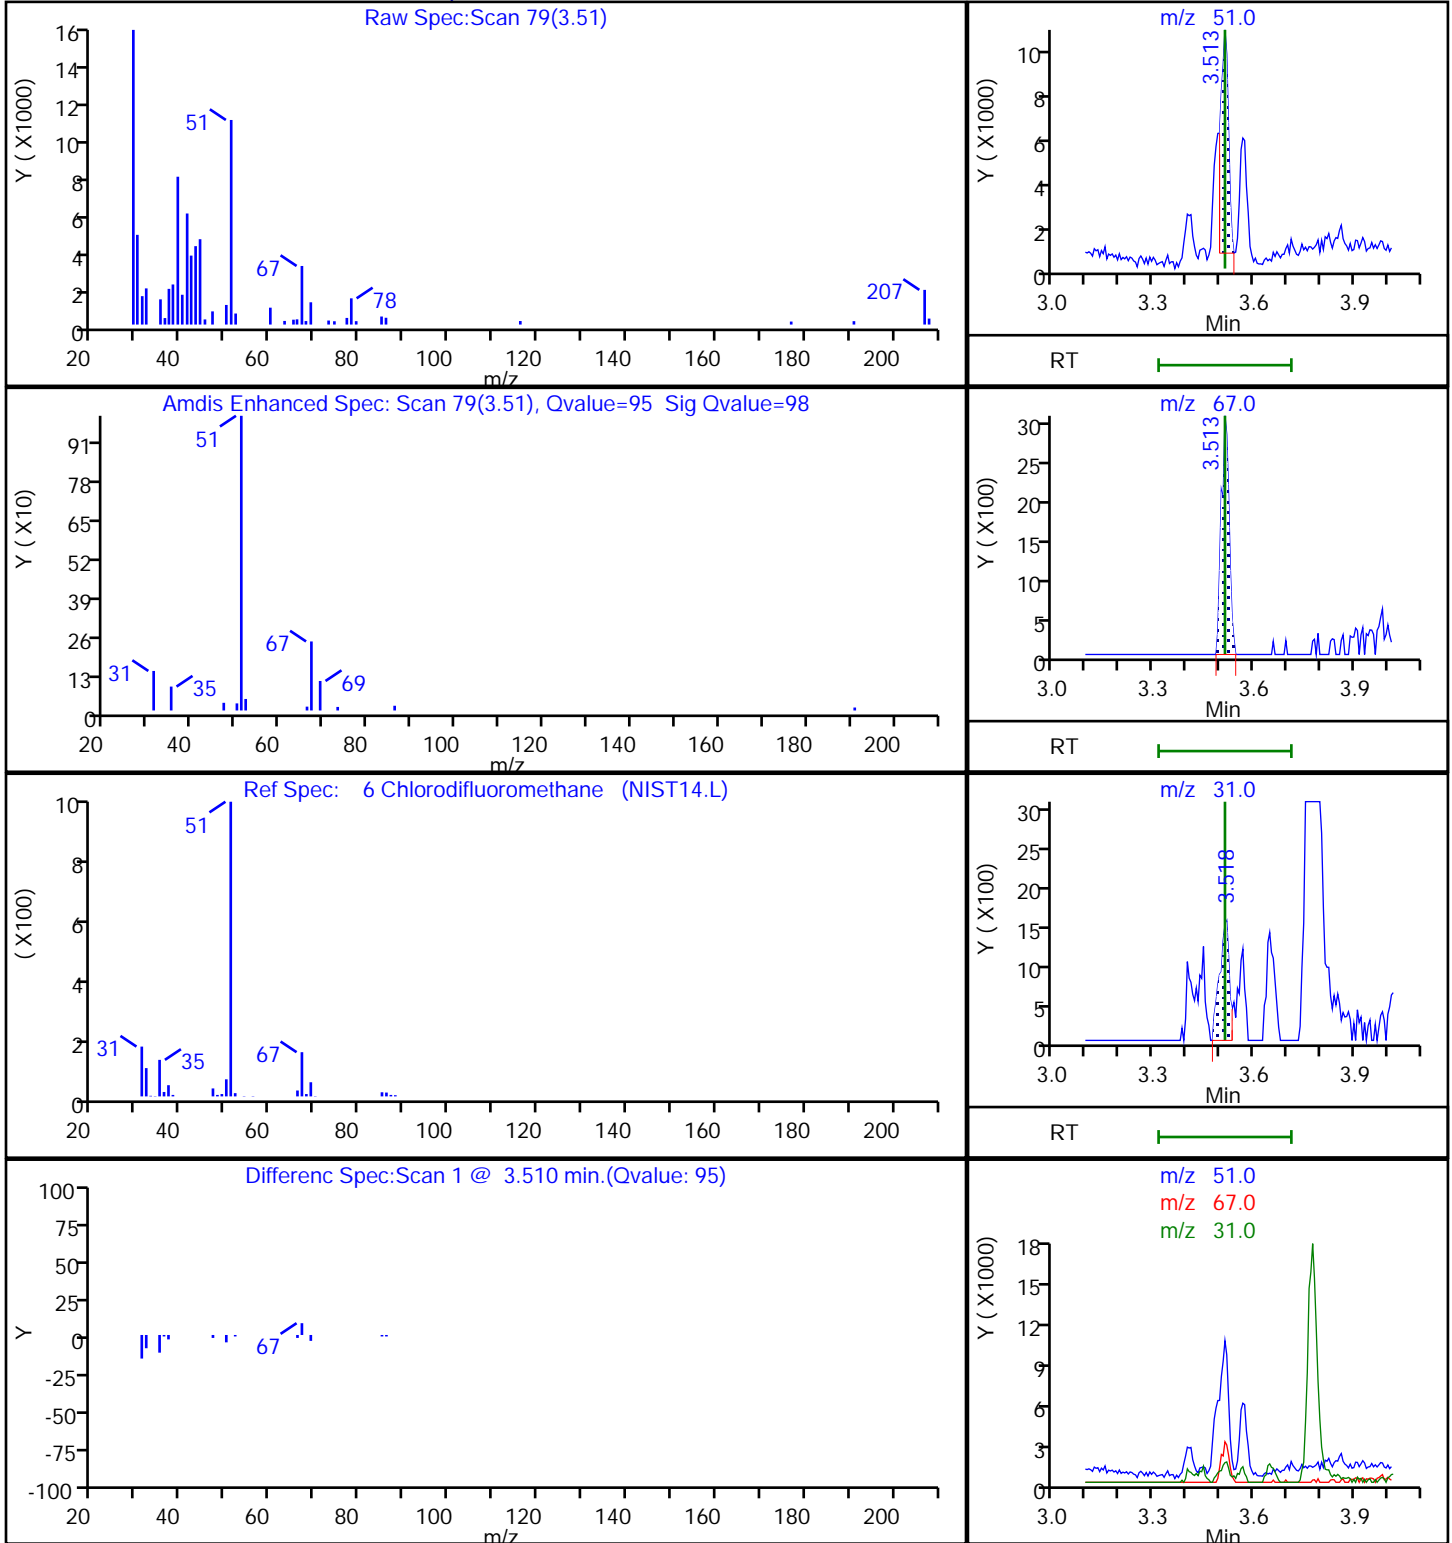 Raw Spec:Scan 79(3.51)
16
14
12
10
8
6
4
2
0
Y ( X1000)
51
67
78
207
20 40 60 80 100 120 140 160 180 200
m/z
m/z 51.0
10
8
6
4
2
0
Y ( X1000)
3.513
3.0 3.3 3.6 3.9
Min
RT
Amdis Enhanced Spec: Scan 79(3.51), Qvalue=95 Sig Qvalue=98
91
78
65
52
39
26
13
0
Y ( X10)
51
31
35
67
69
20 40 60 80 100 120 140 160 180 200
m/z
m/z 67.0
30
25
20
15
10
5
0
Y ( X100)
3.513
3.0 3.3 3.6 3.9
Min
RT
Ref Spec: 6 Chlorodifluoromethane (NIST14.L)
10
8
6
4
2
0
( X100)
51
31
35
67
20 40 60 80 100 120 140 160 180 200
m/z 31.0
30
25
20
15
10
5
0
Y ( X100)
3.518
3.0 3.3 3.6 3.9
Min
RT
Differenc Spec:Scan 1 @ 3.510 min.(Qvalue: 95)
100
75
50
25
0
-25
-50
-75
-100
Y
67
20 40 60 80 100 120 140 160 180 200
m/z
m/z 51.0
m/z 67.0
m/z 31.0
18
15
12
9
6
3
0
Y ( X1000)
3.0 3.3 3.6 3.9
Min